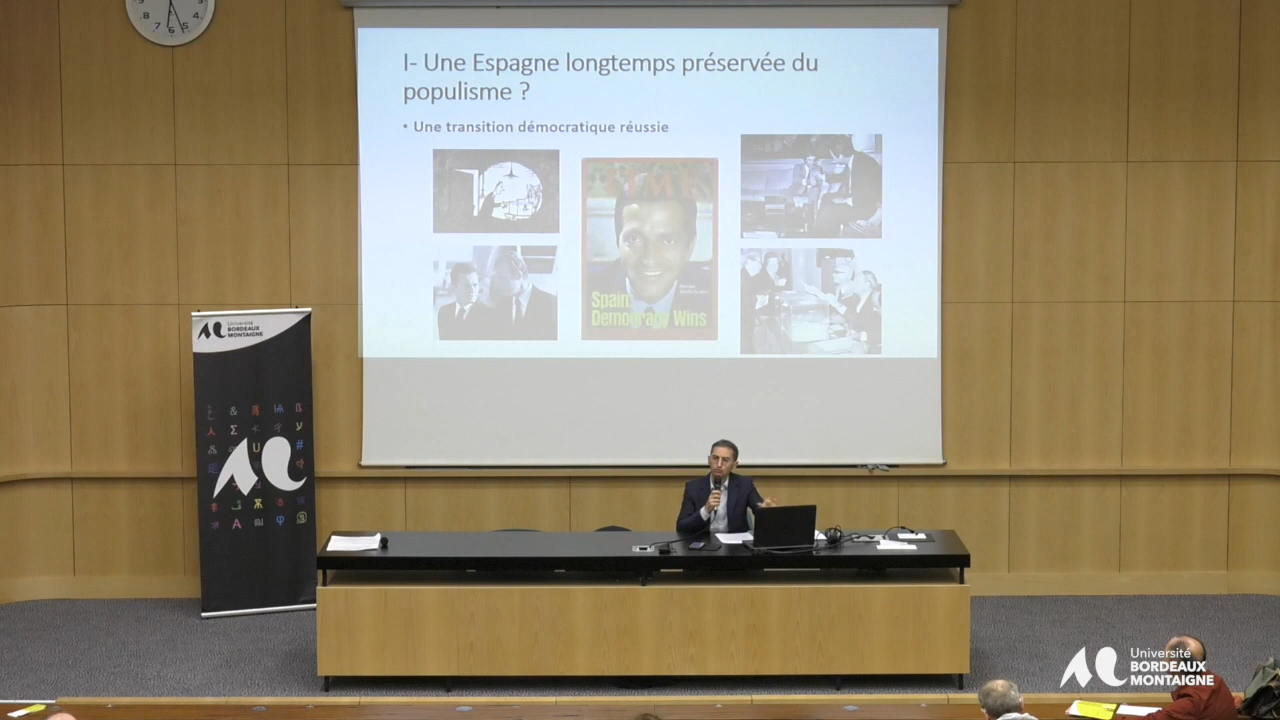 I- Une Espagne longtemps préservée du
populisme ?
• Une transition démocratique réussie
TIME
Spain
Democracy Wins
Université
BORDEAUX
MONTAIGNE
Université
BORDEAUX
MONTAIGNE